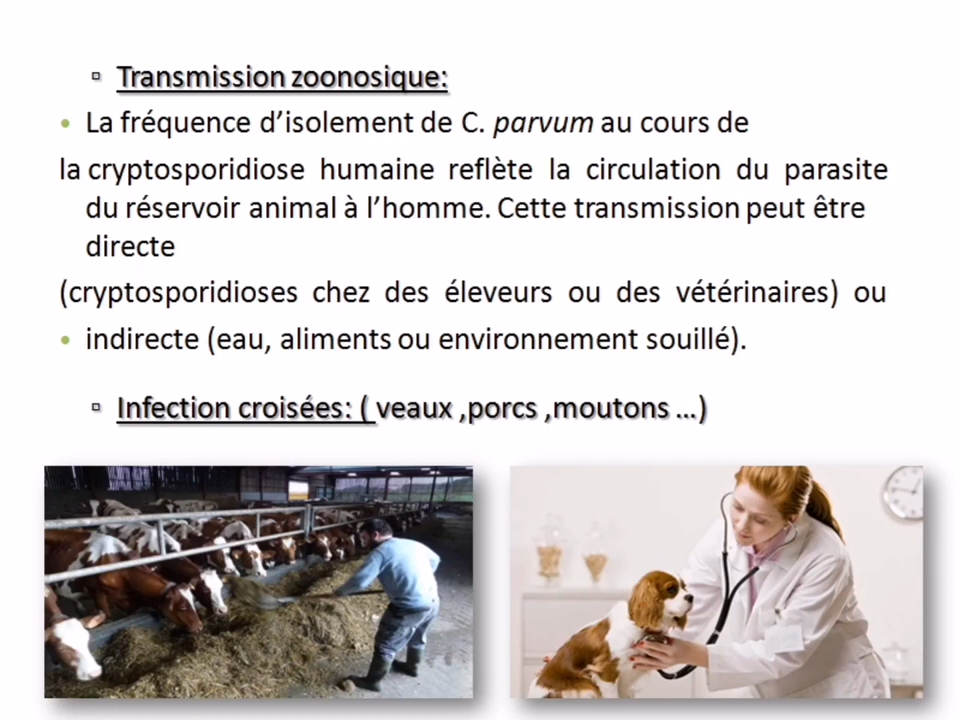 ▫ Transmission zoonosique:
• La fréquence d’isolement de C. parvum au cours de
la cryptosporidiose humaine reflète la circulation du parasite
du réservoir animal à l’homme. Cette transmission peut être
directe
(cryptosporidioses chez des éleveurs ou des vétérinaires) ou
• indirecte (eau, aliments ou environnement souillé).
▫ Infection croisées: ( veaux ,porcs ,moutons …)